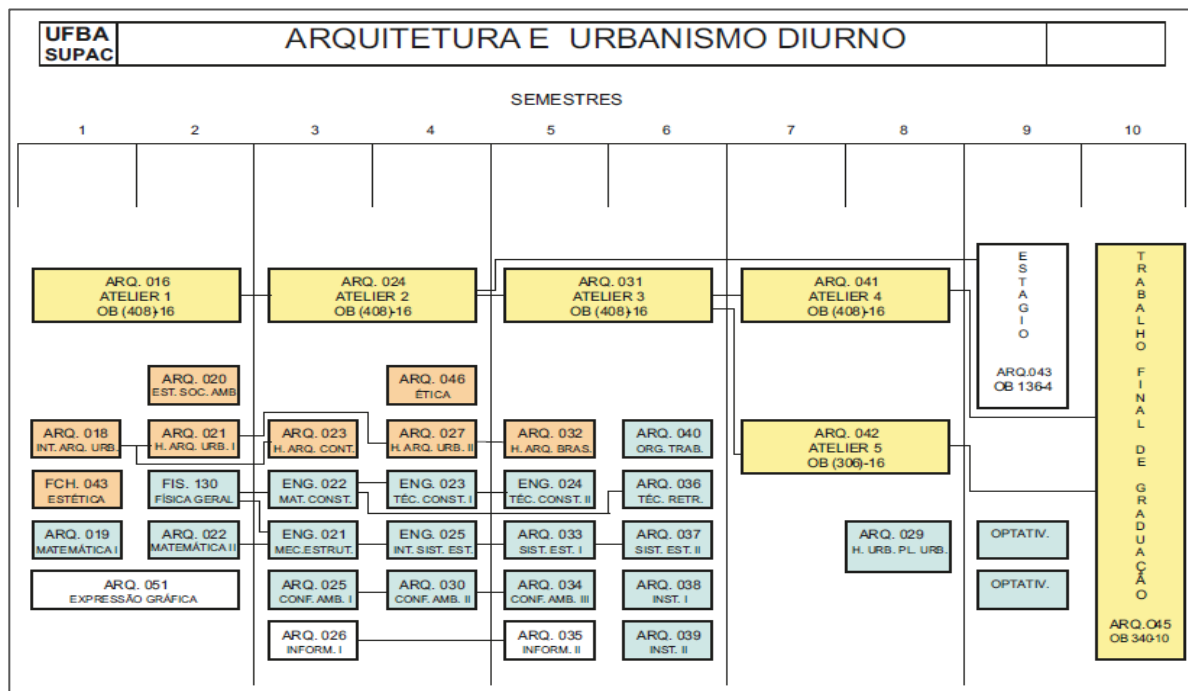 UFBA
SUPAC
ARQUITETURA E URBANISMO DIURNO
SEMESTRES
1 2 3 4 5 6 7 8 9 10
ARQ. 016
ATELIER 1
OB (408)-16
ARQ. 024
ATELIER 2
OB (408)-16
ARQ. 031
ATELIER 3
OB (408)-16
ARQ. 041
ATELIER 4
OB (408)-16
ESTAGIO
ARQ.043
OB 136-4
TRABALHO FINAL DE GRADUAÇÃO
ARQ.O45
OB 340-10
ARQ. 020
EST. SOC. AMB
ARQ. 046
ÉTICA
ARQ. 018
INT. ARQ. URB.
ARQ. 021
H. ARQ. URB. I
ARQ. 023
H. ARQ. CONT.
ARQ. 027
H. ARQ. URB. II
ARQ. 032
H. ARQ. BRAS.
ARQ. 040
ORG. TRAB.
ARQ. 042
ATELIER 5
OB (306)-16
FCH. 043
ESTÉTICA
FIS. 130
FÍSICA GERAL
ENG. 022
MAT. CONST.
ENG. 023
TÉC. CONST. I
ENG. 024
TÉC. CONST. II
ARQ. 036
TÉC. RETR.
ARQ. 019
MATEMÁTICA I
ARQ. 022
MATEMÁTICA II
ENG. 021
MEC.ESTRUT.
ENG. 025
INT. SIST. EST.
ARQ. 033
SIST. EST. I
ARQ. 037
SIST. EST. II
ARQ. 029
H. URB. PL. URB.
OPTATIV.
ARQ. 051
EXPRESSÃO GRÁFICA
ARQ. 025
CONF. AMB. I
ARQ. 030
CONF. AMB. II
ARQ. 034
CONF. AMB. III
ARQ. 038
INST. I
OPTATIV.
ARQ. 026
INFORM. I
ARQ. 035
INFORM. II
ARQ. 039
INST. II